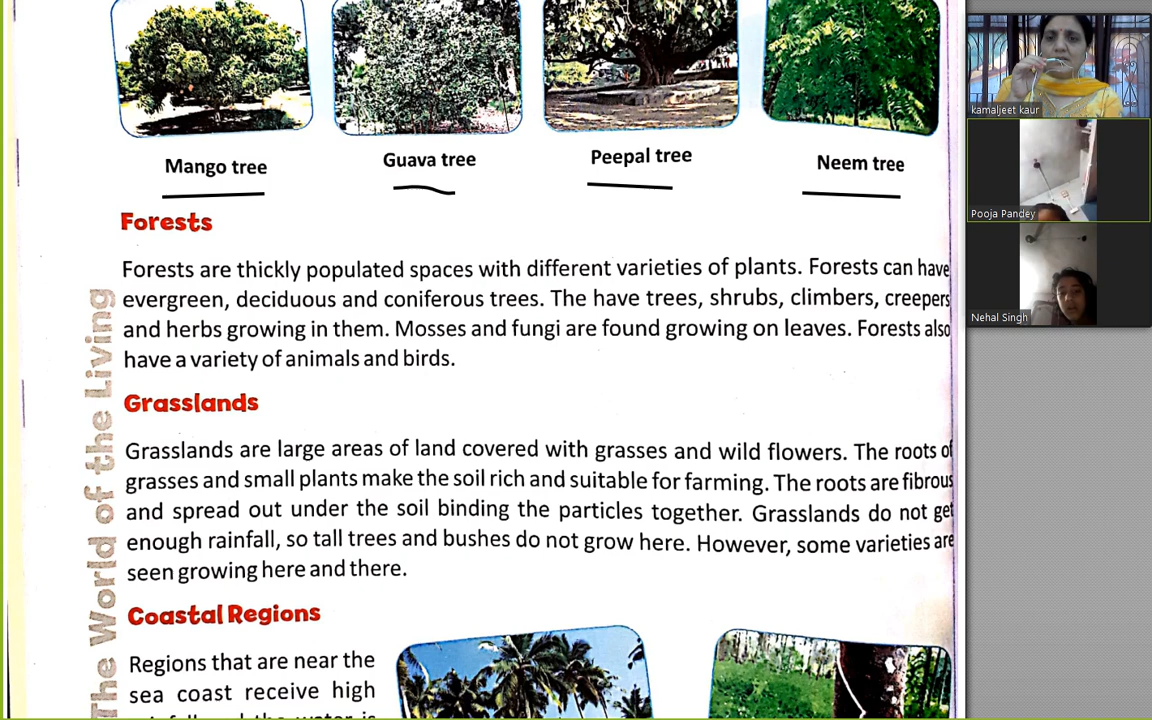 Mango tree
Guava tree
Peepal tree
Neem tree
Forests
Forests are thickly populated spaces with different varieties of plants. Forests can have
evergreen, deciduous and coniferous trees. The have trees, shrubs, climbers, creepers
and herbs growing in them. Mosses and fungi are found growing on leaves. Forests also
have a variety of animals and birds.
Grasslands
Grasslands are large areas of land covered with grasses and wild flowers. The roots of
grasses and small plants make the soil rich and suitable for farming. The roots are fibrous
and spread out under the soil binding the particles together. Grasslands do not get
enough rainfall, so tall trees and bushes do not grow here. However, some varieties are
seen growing here and there.
Coastal Regions
Regions that are near the
sea coast receive high
The World of the Living
kamaljeet kaur
Pooja Pandey
Nehal Singh